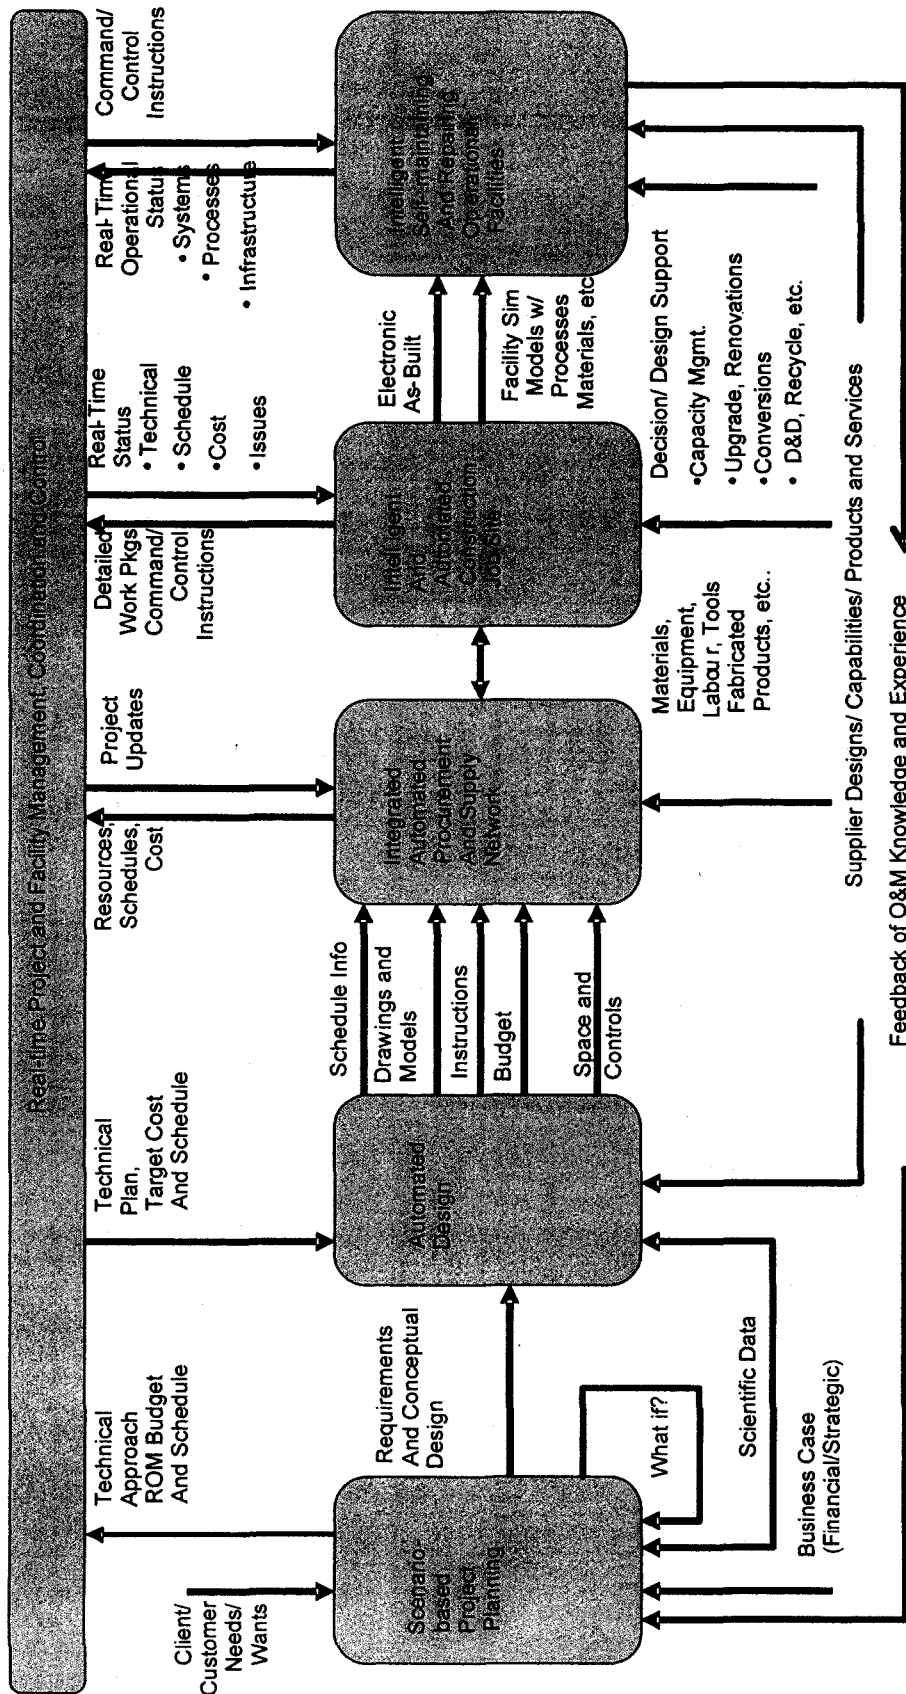 Real-time Project and Facility Management, Coordination and Control
Technical
Approach
ROM Budget
And Schedule
Technical
Plan,
Target Cost
And Schedule
Resources,
Schedules,
Cost
Project
Updates
Detailed
Work Pkgs
Command/
Control
Instructions
Real-Time
Status
• Technical
• Schedule
• Cost
• Issues
Real-Time
Operational
Status
• Systems
• Processes
• Infrastructure
Command/
Control
Instructions
Client/
Customer
Needs/
Wants
Scenario-
based
Project
Planning
Requirements
And Conceptual
Design
Automated
Design
Schedule Info
Drawings and
Models
Instructions
Budget
Space and
Controls
Integrated
Automated
Procurement
And Supply
Network
Intelligent
And
Automated
Construction
Job Site
Electronic
As- Built
Facility Sim
Models w/
Processes
Materials, etc
Intelligent
Self-maintaining
And Repairing
Operational
Facilities
What if?
Scientific Data
Business Case
(Financial/Strategic)
Materials,
Equipment,
Labour, Tools
Fabricated
Products, etc..
Decision/ Design Support
•Capacity Mgmt.
• Upgrade, Renovations
• Conversions
• D&D, Recycle, etc.
Supplier Designs/ Capabilities/ Products and Services
Feedback of O&M Knowledge and Experience